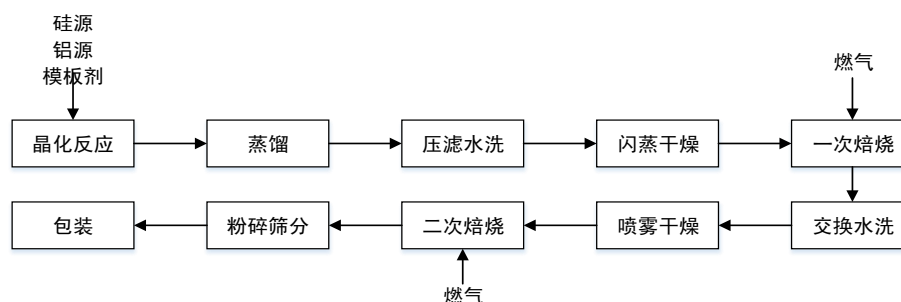 硅源
铝源
模板剂
燃气
晶化反应
蒸馏
压滤水洗
闪蒸干燥
一次焙烧
包装
粉碎筛分
二次焙烧
喷雾干燥
交换水洗
燃气